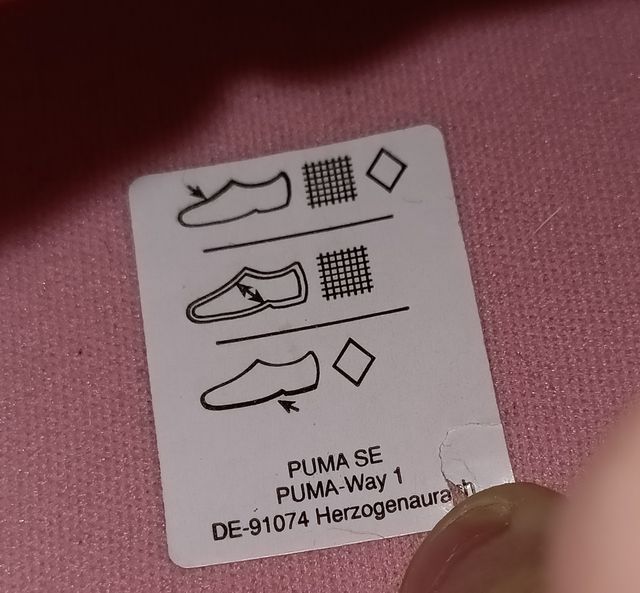 PUMA SE
PUMA-Way 1
DE-91074 Herzogenaurach